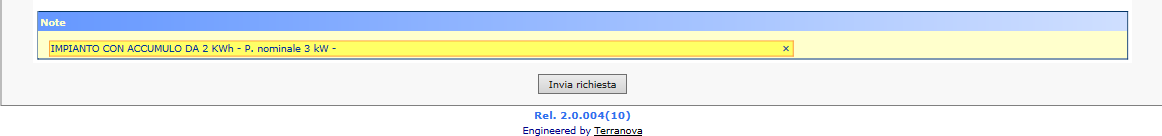 Note
IMPIANTO CON ACCUMULO DA 2 KWh - P. nominale 3 kW -
Invia richiesta
Rel. 2.0.004(10)
Engineered by Terranova